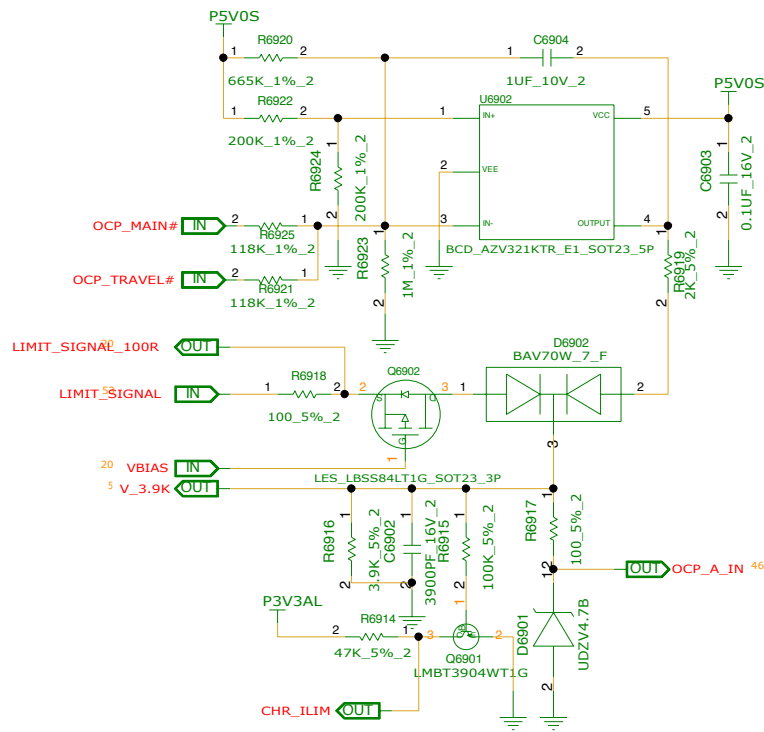 P5V0S
1 R6920 2
665K_1%_2
1 C6904 2
1UF_10V_2
1 R6922 2
200K_1%_2
U6902
1 IN+
VCC 5
2 VEE
3 IN-
OUTPUT 4
BCD_AZV321KTR_E1_SOT23_5P
P5V0S
1
C6903
0.1UF_16V_2
2
1
R6924
200K_1%_2
2
OCP_MAIN# IN 2 1
R6925
118K_1%_2
OCP_TRAVEL# IN 2 1
R6921
118K_1%_2
1
R6923
1M_1%_2
2
1
R6919
2K_5%_2
2
LIMIT_SIGNAL_100R OUT
LIMIT_SIGNAL IN
1 R6918 2
100_5%_2
Q6902
2 3
S
G
1
D6902
BAV70W_7_F
1 2
3
20 VBIAS IN
LES_LBSS84LT1G_SOT23_3P
5 V_3.9K OUT
1
R6916
3.9K_5%_2
2
1
C6902
3900PF_16V_2
2
1
R6915
100K_5%_2
2
1
R6917
100_5%_2
2
OUT OCP_A_IN 46
P3V3AL
2 R6914 1
47K_5%_2
1
3 2
Q6901
LMBT3904WT1G
1
D6901
UDZV4.7B
2
CHR_ILIM OUT